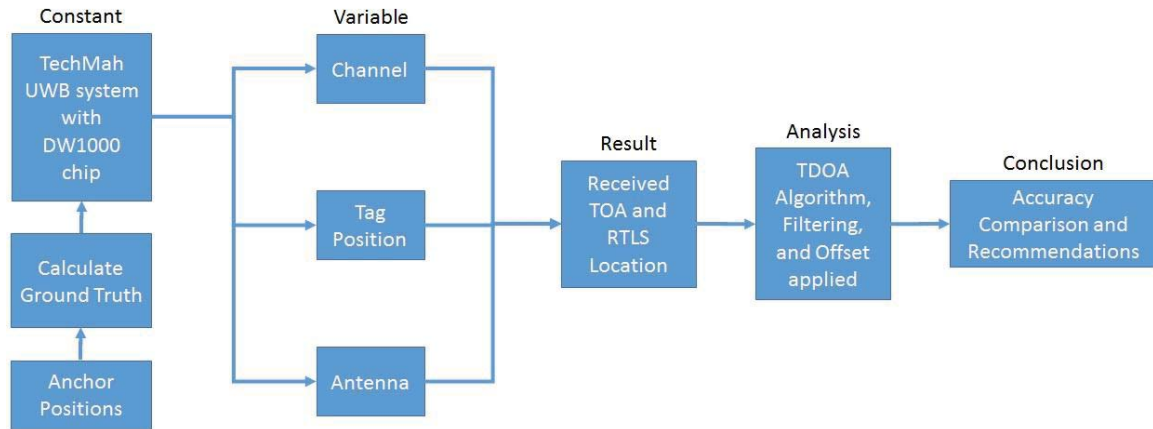 Constant
TechMah
UWB system
with
DW1000
chip
Calculate
Ground Truth
Anchor
Positions
Variable
Channel
Tag
Position
Antenna
Result
Received
TOA and
RTLS
Location
Analysis
TDOA
Algorithm,
Filtering,
and Offset
applied
Conclusion
Accuracy
Comparison and
Recommendations